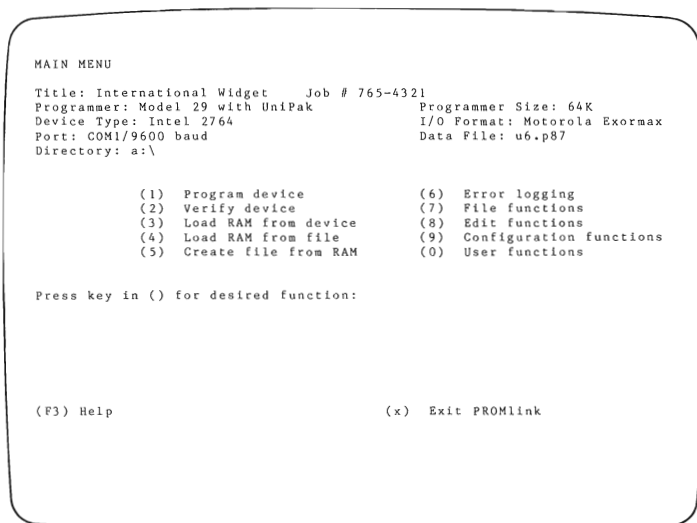 MAIN MENU
Title: International Widget Job # 765-4321
Programmer: Model 29 with UniPak Programmer Size: 64K
Device Type: Intel 2764 I/O Format: Motorola Exormax
Port: COM1/9600 baud Data File: u6.p87
Directory: a:\
(1) Program device (6) Error logging
(2) Verify device (7) File functions
(3) Load RAM from device (8) Edit functions
(4) Load RAM from file (9) Configuration functions
(5) Create file from RAM (0) User functions
Press key in () for desired function:
(F3) Help (x) Exit PROMlink